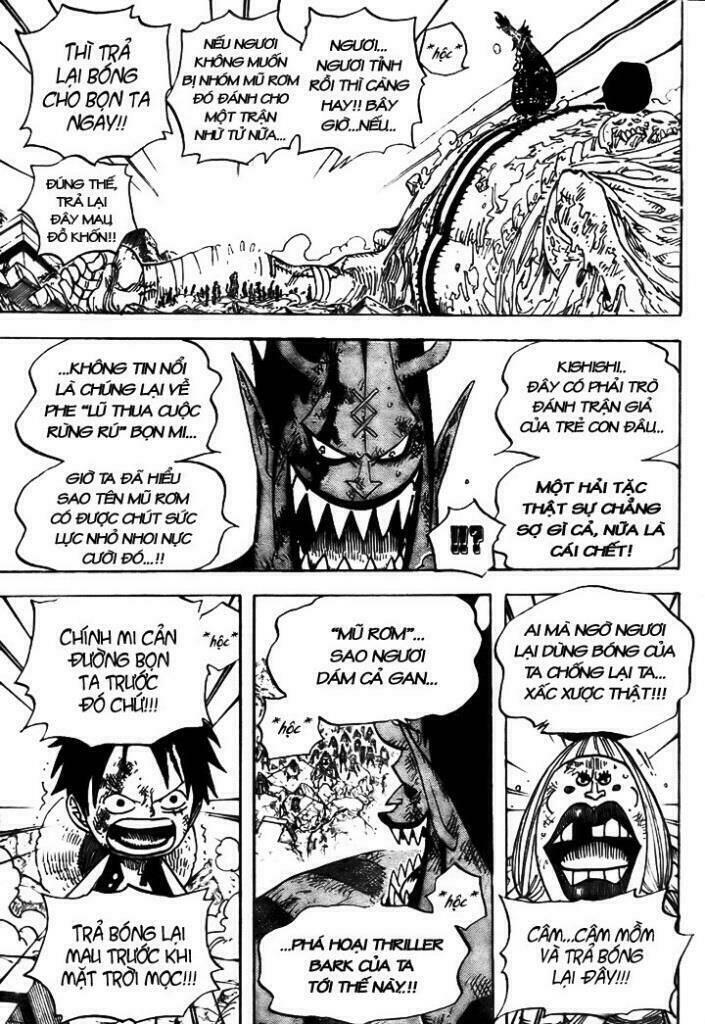 *hộc*
NGƯƠI...
NGƯƠI TỈNH
RỒI THÌ CÀNG
HAY!! BÂY
GIỜ...NẾU..
NẾU NGƯƠI
KHÔNG MUỐN
BỊ NHÓM MŨ RƠM
ĐÓ ĐÁNH CHO
MỘT TRẬN
NHỪ TỬ NỮA...
THÌ TRẢ
LẠI BÓNG
CHO BỌN TA
NGAY!!
ĐÚNG THẾ,
TRẢ LẠI
ĐÂY MAU
ĐỒ KHỐN!!
KISHISHI..
ĐÂY CÓ PHẢI TRÒ
ĐÁNH TRẬN GIẢ
CỦA TRẺ CON ĐÂU...
MỘT HẢI TẶC
THẬT SỰ CHẲNG
SỢ GÌ CẢ, NỮA LÀ
CÁI CHẾT!
!!?
...KHÔNG TIN NỔI
LÀ CHÚNG LẠI VỀ
PHE "LŨ THUA CUỘC
RỪNG RÚ" BỌN MI...
GIỜ TA ĐÃ HIỂU
SAO TÊN MŨ RƠM
CÓ ĐƯỢC CHÚT SỨC
LỰC NHỎ NHOI NỰC
CƯỜI ĐÓ...!!
AI MÀ NGỜ NGƯƠI
LẠI DÙNG BÓNG CỦA
TA CHỐNG LẠI TA...
XẤC XƯỢC THẬT!!!
CÂM...CÂM MỒM
VÀ TRẢ BÓNG
LẠI ĐÂY!!!
"MŨ RƠM"...
SAO NGƯƠI
DÁM CẢ GAN...
*hộc*
*hộc*
...PHÁ HOẠI THRILLER
BARK CỦA TA
TỚI THẾ NÀY.!!
*hộc*
CHÍNH MI CẢN
ĐƯỜNG BỌN
TA TRƯỚC
ĐÓ CHỨ!!!
TRẢ BÓNG LẠI
MAU TRƯỚC KHI
MẶT TRỜI MỌC!!!